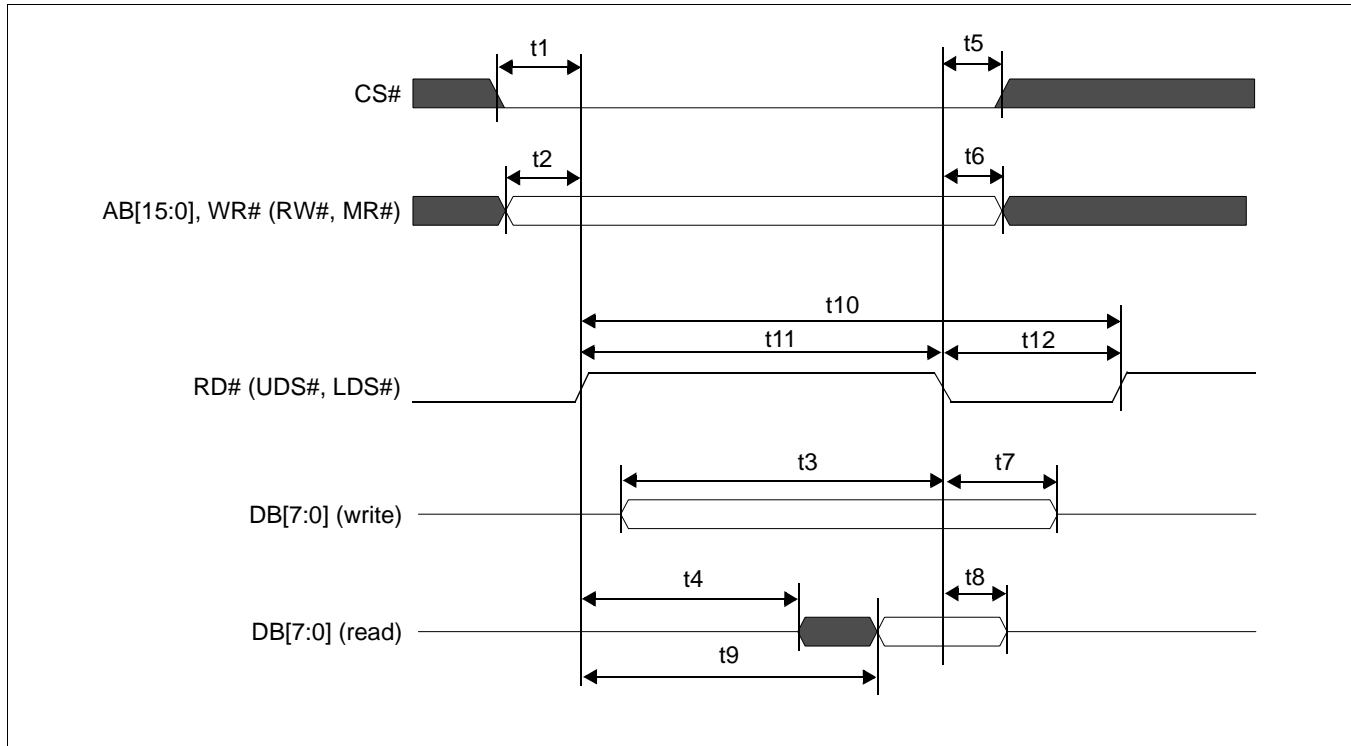 t1
t5
CS#
t2
t6
AB[15:0], WR# (RW#, MR#)
t10
t11
t12
RD# (UDS#, LDS#)
t3
t7
DB[7:0] (write)
t4
t8
DB[7:0] (read)
t9